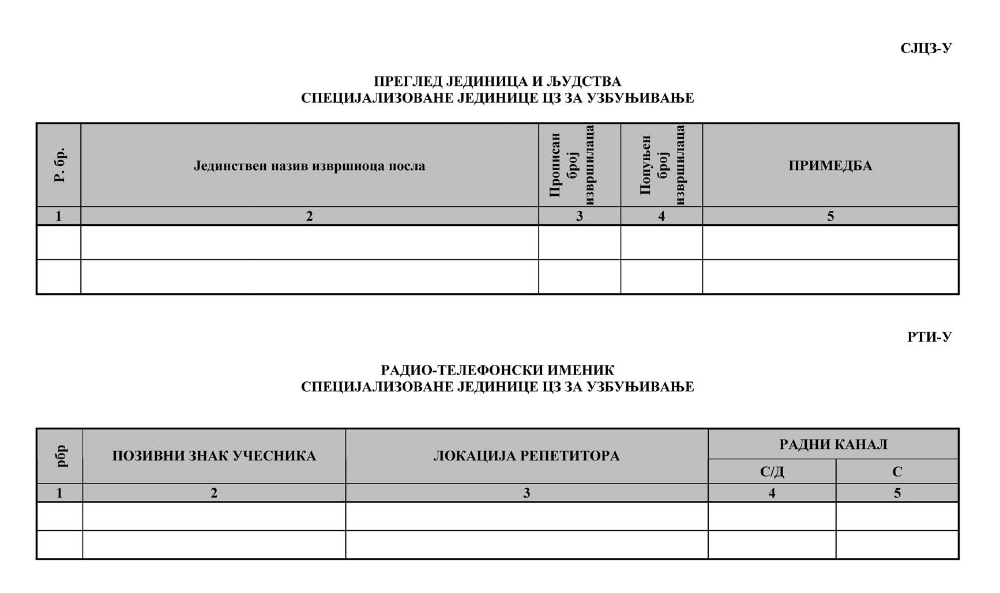 СЈЦЗ-У
ПРЕГЛЕД ЈЕДИНИЦА И ЉУДСТВА
СПЕЦИЈАЛИЗОВАНЕ ЈЕДИНИЦЕ ЦЗ ЗА УЗБУЊИВАЊЕ
Р. бр.
Јединствен назив извршиоца посла
Прописан
број
извршилаца
Попуњен
број
извршилаца
ПРИМЕДБА
1 2 3 4 5
РТИ-У
РАДИО-ТЕЛЕФОНСКИ ИМЕНИК
СПЕЦИЈАЛИЗОВАНЕ ЈЕДИНИЦЕ ЦЗ ЗА УЗБУЊИВАЊЕ
рбр
ПОЗИВНИ ЗНАК УЧЕСНИКА
ЛОКАЦИЈА РЕПЕТИТОРА
РАДНИ КАНАЛ
С/Д С
1 2 3 4 5